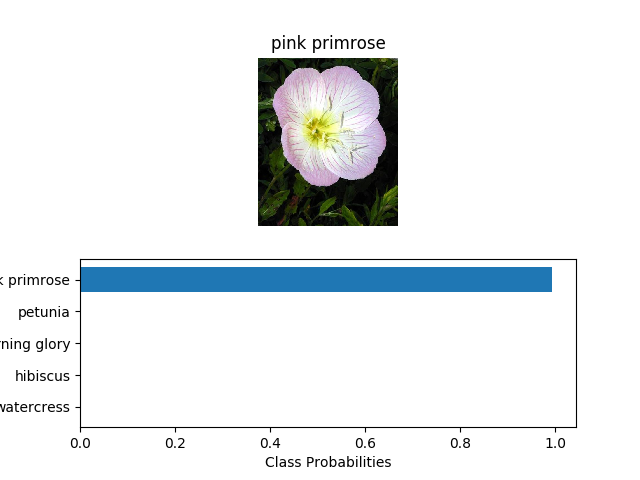 pink primrose
k primrose
petunia
rning glory
hibiscus
watercress
0.0 0.2 0.4 0.6 0.8 1.0
Class Probabilities